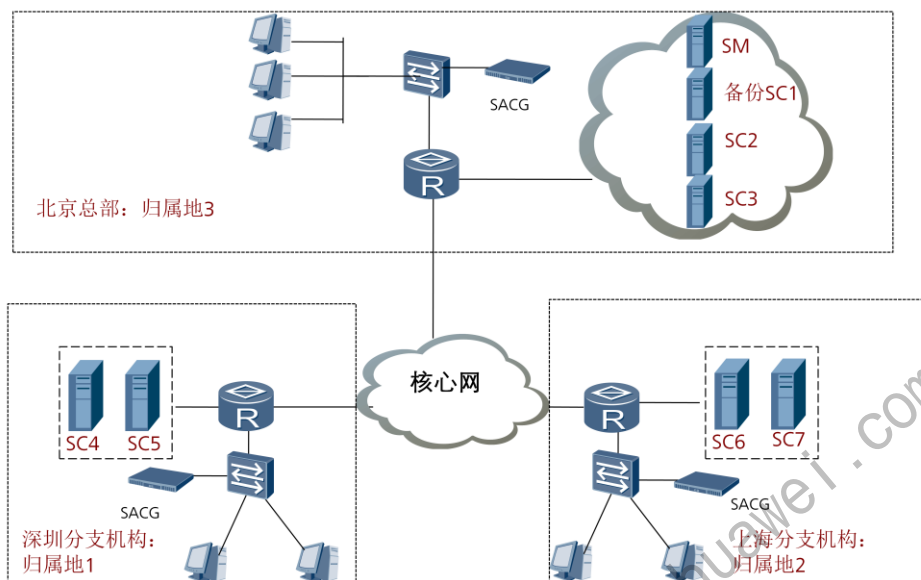 SM
备份SC1
SACG
SC2
R
SC3
北京总部：归属地3
核心网
R
R
SC4
SC5
SC6
SC7
SACG
SACG
深圳分支机构：
归属地1
上海分支机构：
归属地2
huawei.com